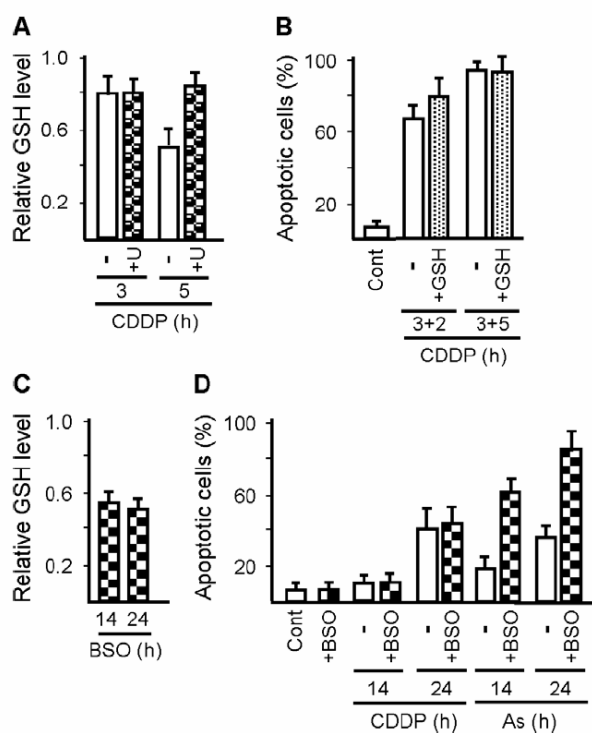 A
Relative GSH level
1.0
0.6
0.2
- +U - +U
3 5
CDDP (h)
B
Apoptotic cells (%)
100
60
20
Cont - +GSH - +GSH
3+2 3+5
CDDP (h)
C
Relative GSH level
1.0
0.6
0.2
14 24
BSO (h)
D
Apoptotic cells (%)
100
60
20
Cont +BSO - +BSO - +BSO - +BSO - +BSO
14 24 14 24
CDDP (h) As (h)